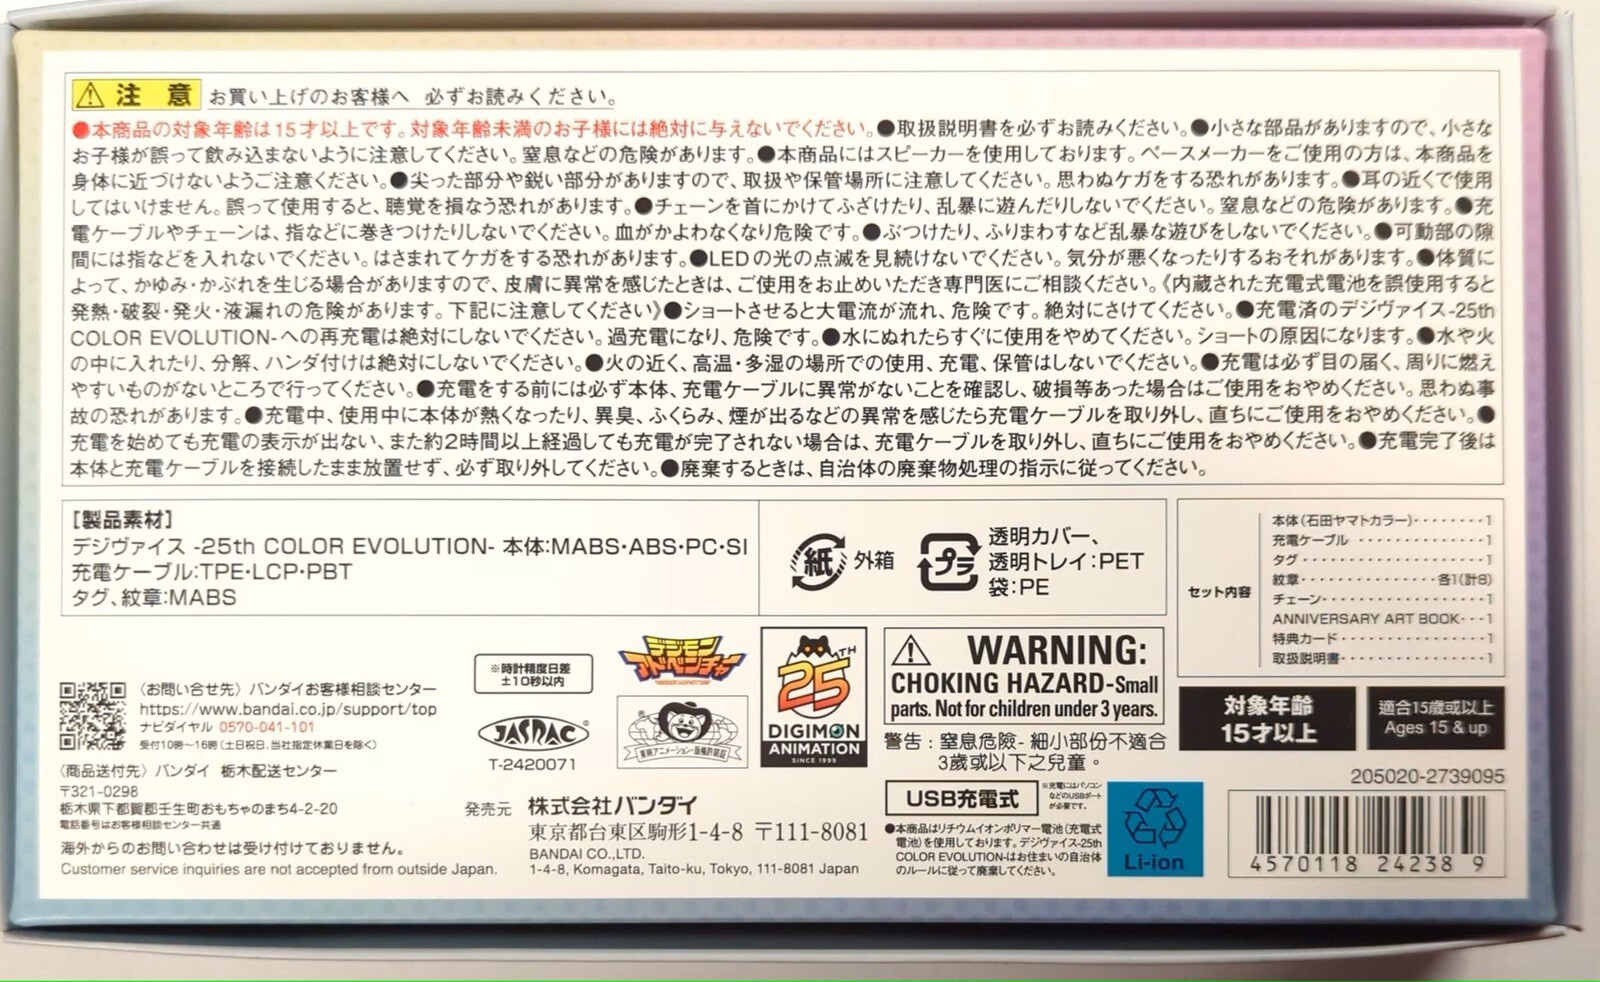 ⚠ 注意 お買い上げのお客様へ 必ずお読みください。
●本商品の対象年齢は15才以上です。対象年齢未満のお子様には絶対に与えないでください。●取扱説明書を必ずお読みください。●小さな部品がありますので、小さな
お子様が誤って飲み込まないように注意してください。窒息などの危険があります。●本商品にはスピーカーを使用しております。ペースメーカーをご使用の方は、本商品を
身体に近づけないようご注意ください。●尖った部分や鋭い部分がありますので、取扱や保管場所に注意してください。思わぬケガをする恐れがあります。●耳の近くで使用
してはいけません。誤って使用すると、聴覚を損なう恐れがあります。●チェーンを首にかけてふざけたり、乱暴に遊んだりしないでください。窒息などの危険があります。●充
電ケーブルやチェーンは、指などに巻きつけたりしないでください。血がかよわなくなり危険です。●ぶつけたり、ふりまわすなど乱暴な遊びをしないでください。●可動部の隙
間には指などを入れないでください。はさまれてケガをする恐れがあります。●LEDの光の点滅を見続けないでください。気分が悪くなったりするおそれがあります。●体質に
よって、かゆみ・かぶれを生じる場合がありますので、皮膚に異常を感じたときは、ご使用をお止めいただき専門医にご相談ください。《内蔵された充電式電池を誤使用すると
発熱・破裂・発火・液漏れの危険があります。下記に注意してください》●ショートさせると大電流が流れ、危険です。絶対にさけてください。●充電済のデジヴァイス-25th
COLOR EVOLUTION-への再充電は絶対にしないでください。過充電になり、危険です。●水にぬれたらすぐに使用をやめてください。ショートの原因になります。●水や火
の中に入れたり、分解、ハンダ付けは絶対にしないでください。●火の近く、高温・多湿の場所での使用、充電、保管はしないでください。●充電は必ず目の届く、周りに燃え
やすいものがないところで行ってください。●充電をする前には必ず本体、充電ケーブルに異常がないことを確認し、破損等あった場合はご使用をおやめください。思わぬ事
故の恐れがあります。●充電中、使用中に本体が熱くなったり、異臭、ふくらみ、煙が出るなどの異常を感じたら充電ケーブルを取り外し、直ちにご使用をおやめください。●
充電を始めても充電の表示が出ない、また約2時間以上経過しても充電が完了されない場合は、充電ケーブルを取り外し、直ちにご使用をおやめください。●充電完了後は
本体と充電ケーブルを接続したまま放置せず、必ず取り外してください。●廃棄するときは、自治体の廃棄物処理の指示に従ってください。
[製品素材]
デジヴァイス -25th COLOR EVOLUTION- 本体:MABS・ABS・PC・SI
充電ケーブル:TPE・LCP・PBT
タグ、紋章:MABS
紙 外箱
プラ 透明カバー、
透明トレイ:PET
袋:PE
セット内容
本体(石田ヤマトカラー)········1
充電ケーブル ··············1
タグ····················1
紋章···············各1(計8)
チェーン·················1
ANNIVERSARY ART BOOK···1
特典カード···············1
取扱説明書···············1
〈お問い合せ先〉バンダイお客様相談センター
https://www.bandai.co.jp/support/top
ナビダイヤル 0570-041-101
受付10時〜16時(土日祝日、当社指定休業日を除く)
〈商品送付先〉バンダイ 栃木配送センター
〒321-0298
栃木県下都賀郡壬生町おもちゃのまち4-2-20
電話番号はお客様相談センター共通
海外からのお問い合わせは受け付けておりません。
Customer service inquiries are not accepted from outside Japan.
※時計精度日差
±10秒以内
JASRAC®
T-2420071
デジモン
アドベンチャー
東映アニメーション・版権許諾証
25TH
DIGIMON
ANIMATION
SINCE 1999
発売元 株式会社バンダイ
東京都台東区駒形1-4-8 〒111-8081
BANDAI CO.,LTD.
1-4-8, Komagata, Taito-ku, Tokyo, 111-8081 Japan
⚠ WARNING:
CHOKING HAZARD-Small
parts. Not for children under 3 years.
警告：窒息危險-細小部份不適合
3歲或以下之兒童。
USB充電式
※充電にはパソコン
などのUSBポート
が必要です。
●本商品はリチウムイオンポリマー電池(充電式
電池)を使用しております。デジヴァイス-25th
COLOR EVOLUTION-はお住まいの自治体
のルールに従って廃棄してください。
Li-ion
対象年齢
15才以上
適合15歲或以上
Ages 15 & up
205020-2739095
4570118 24238 9